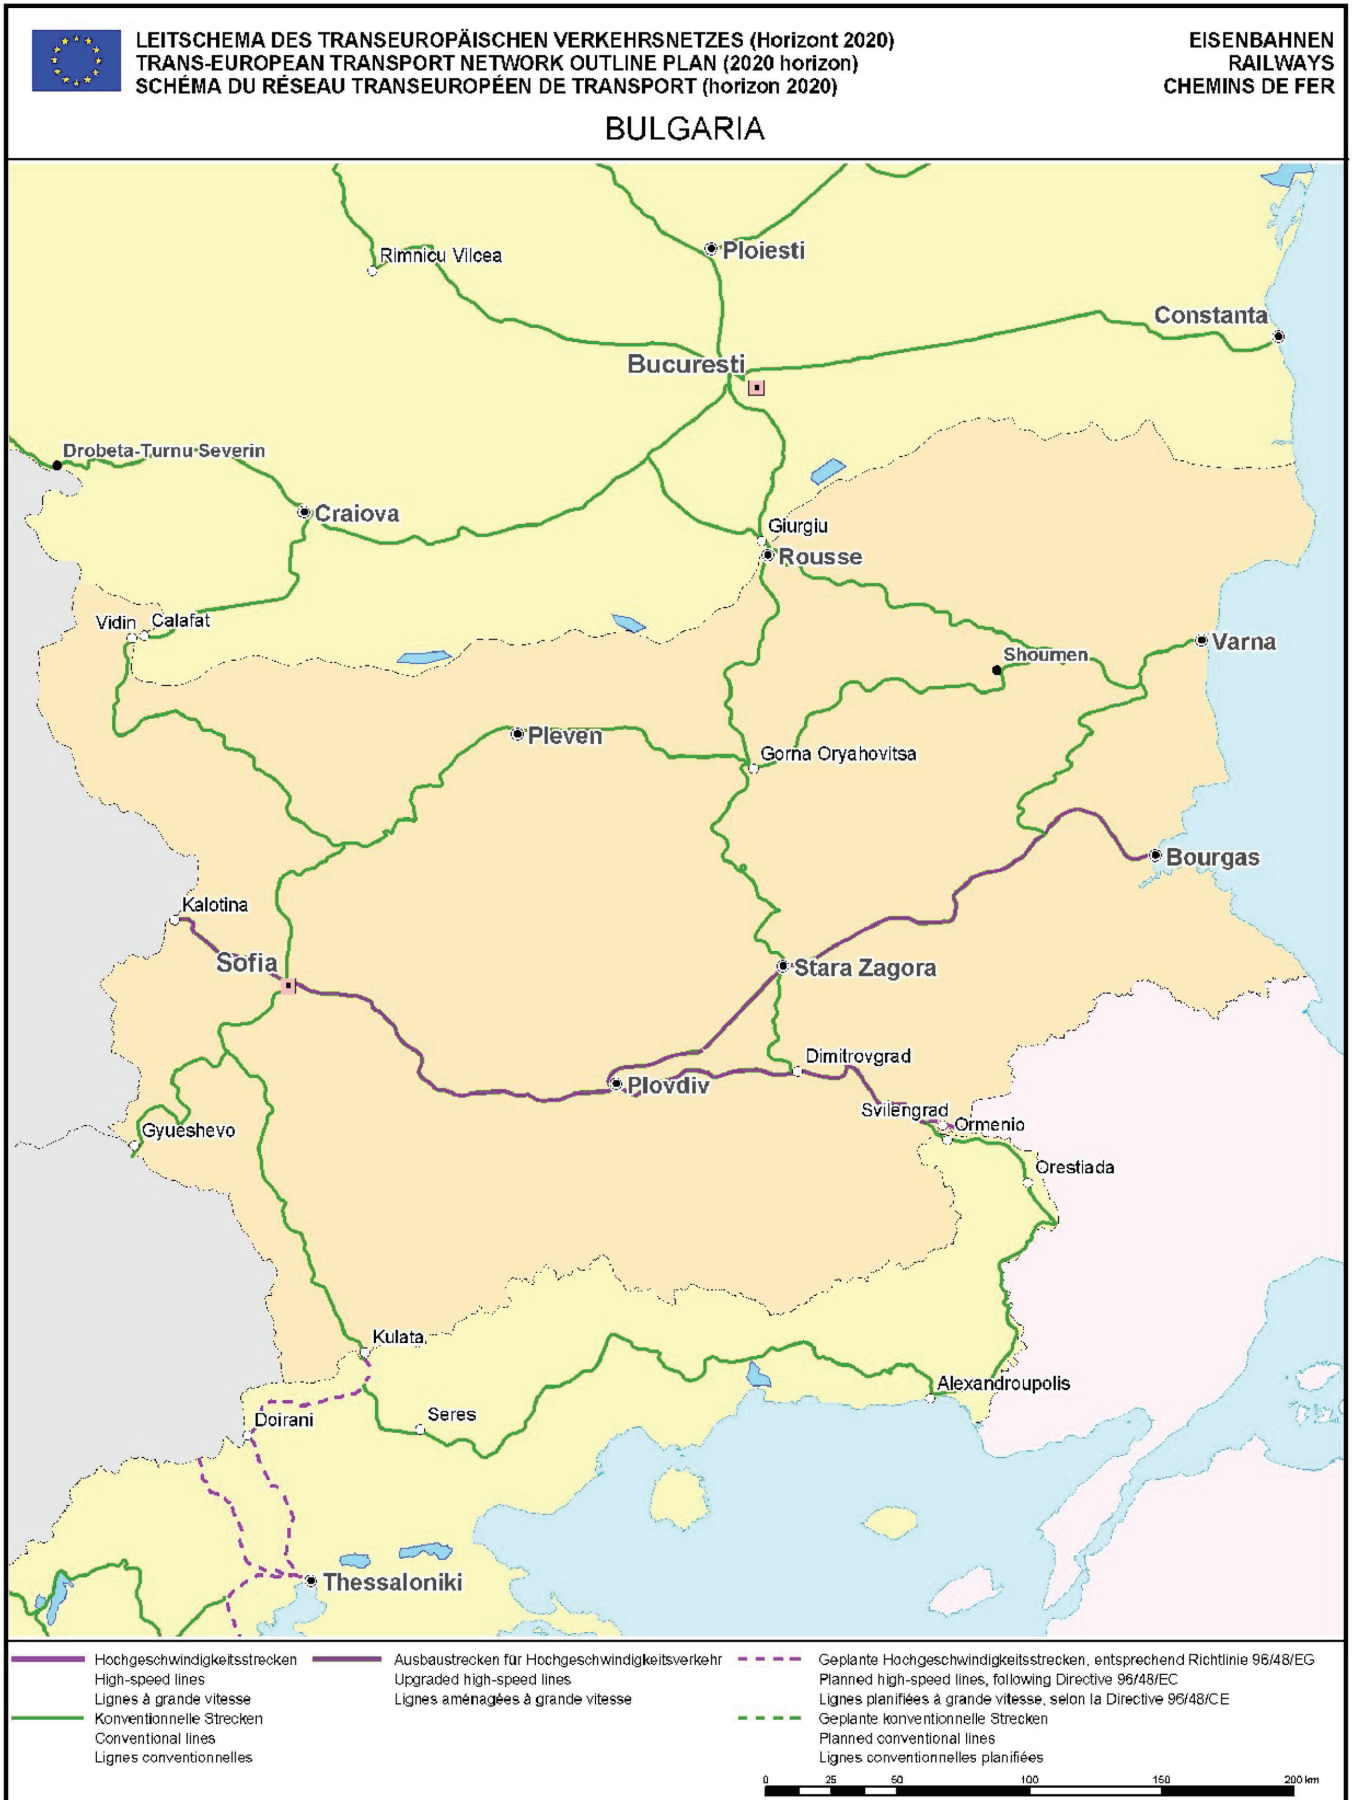 LEITSCHEMA DES TRANSEUROPÄISCHEN VERKEHRSNETZES (Horizont 2020)
TRANS-EUROPEAN TRANSPORT NETWORK OUTLINE PLAN (2020 horizon)
SCHÉMA DU RÉSEAU TRANSEUROPÉEN DE TRANSPORT (horizon 2020)
EISENBAHNEN
RAILWAYS
CHEMINS DE FER
BULGARIA
Ploiesti
Rimnicu Vilcea
Constanta
Bucuresti
Drobeta-Turnu Severin
Craiova
Giurgiu
Rousse
Vidin
Calafat
Varna
Shoumen
Pleven
Gorna Oryahovitsa
Bourgas
Kalotina
Sofia
Stara Zagora
Dimitrovgrad
Plovdiv
Svilengrad
Ormenio
Gyueshevo
Orestiada
Kulata
Alexandroupolis
Seres
Doirani
Thessaloniki
Hochgeschwindigkeitsstrecken
High-speed lines
Lignes à grande vitesse
Konventionelle Strecken
Conventional lines
Lignes conventionnelles
Ausbaustrecken für Hochgeschwindigkeitsverkehr
Upgraded high-speed lines
Lignes aménagées à grande vitesse
Geplante Hochgeschwindigkeitsstrecken, entsprechend Richtlinie 96/48/EG
Planned high-speed lines, following Directive 96/48/EC
Lignes planifiées à grande vitesse, selon la Directive 96/48/CE
Geplante konventionelle Strecken
Planned conventional lines
Lignes conventionnelles planifiées
0 25 50 100 150 200 km